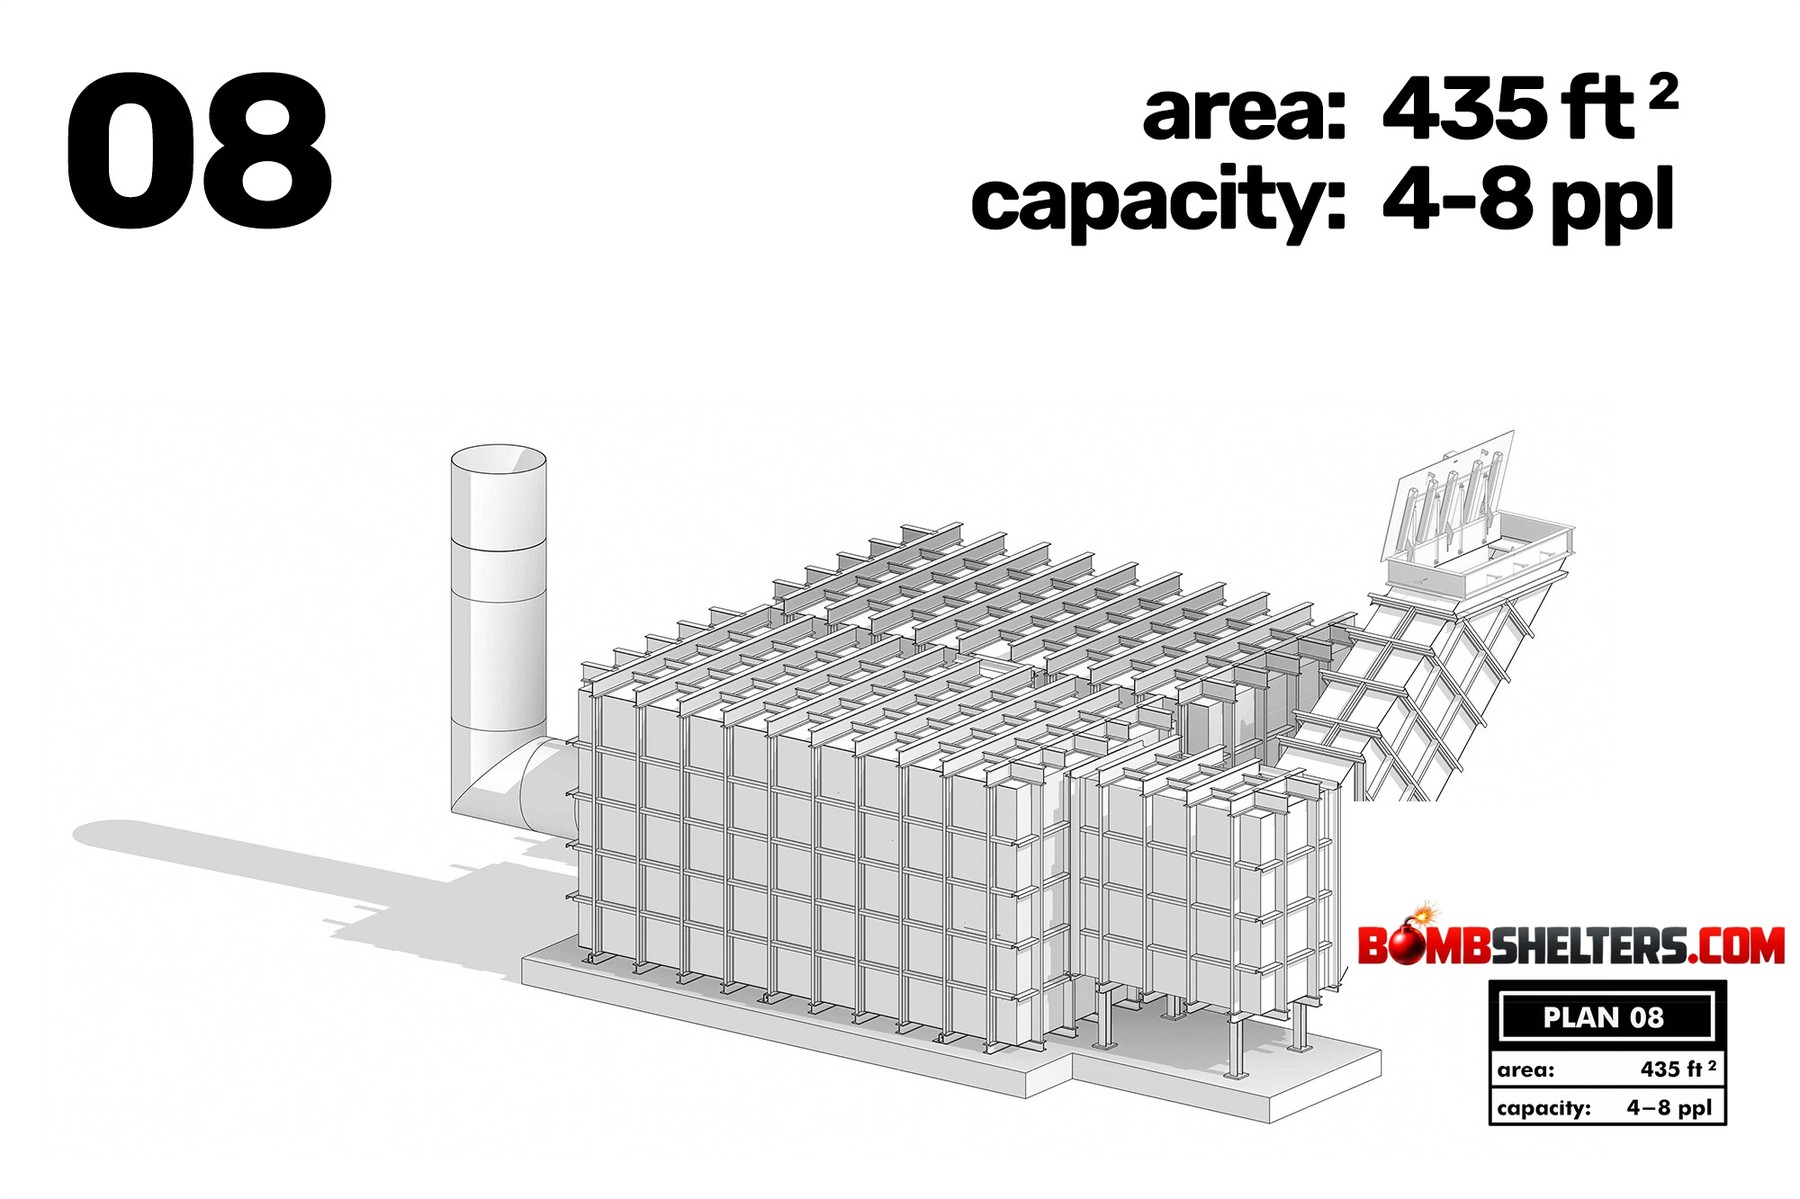 08
area: 435 ft²
capacity: 4-8 ppl
BOMBSHELTERS.COM
PLAN 08
area: 435 ft²
capacity: 4–8 ppl